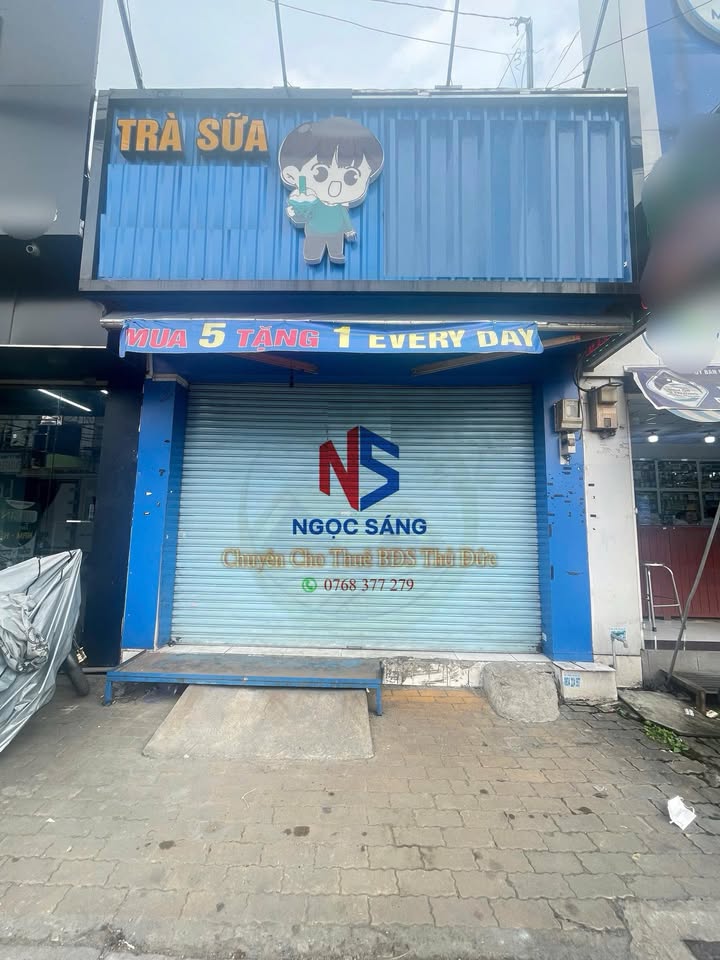 TRÀ SỮA
MUA 5 TẶNG 1 EVERY DAY
NS
NGỌC SÁNG
Chuyên Cho Thuê BĐS Thủ Đức
0768 377 279